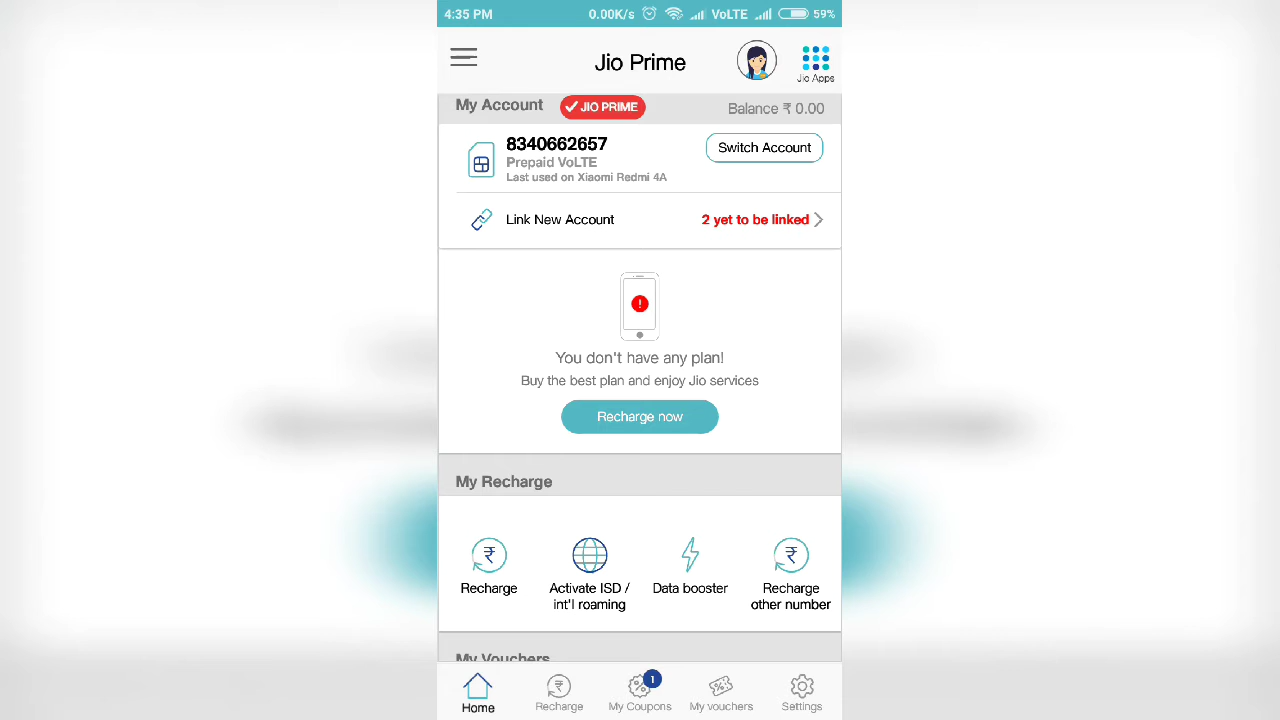 4:35 PM 0.00K/s VoLTE 59%
Jio Prime
Jio Apps
My Account JIO PRIME Balance ₹ 0.00
8340662657 Switch Account
Prepaid VoLTE
Last used on Xiaomi Redmi 4A
Link New Account 2 yet to be linked
You don't have any plan!
Buy the best plan and enjoy Jio services
Recharge now
My Recharge
Recharge Activate ISD / Data booster Recharge
int'l roaming other number
My Vouchers
1
Home Recharge My Coupons My vouchers Settings